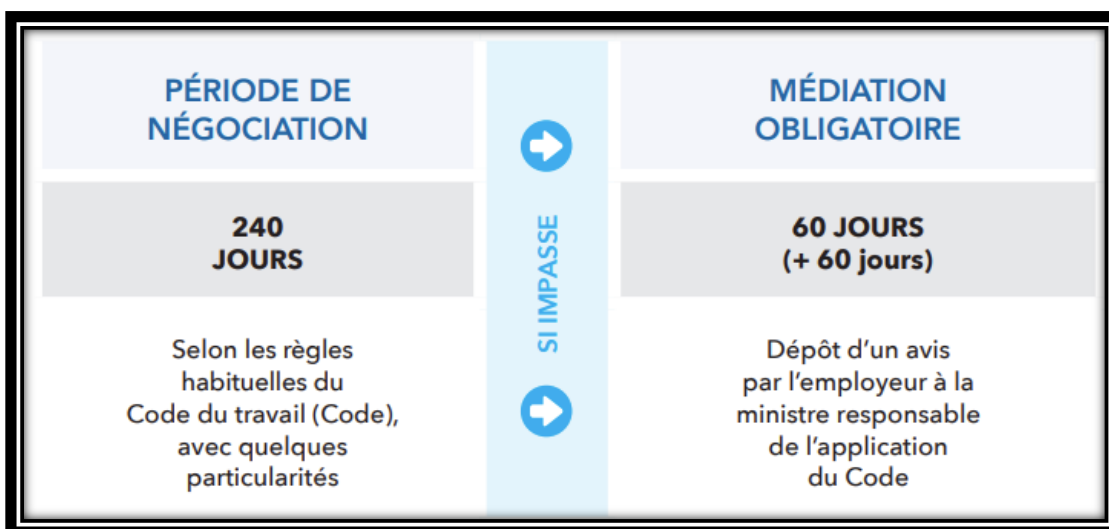 PÉRIODE DE
NÉGOCIATION
240
JOURS
Selon les règles
habituelles du
Code du travail (Code),
avec quelques
particularités
SI IMPASSE
MÉDIATION
OBLIGATOIRE
60 JOURS
(+ 60 jours)
Dépôt d’un avis
par l’employeur à la
ministre responsable
de l’application
du Code